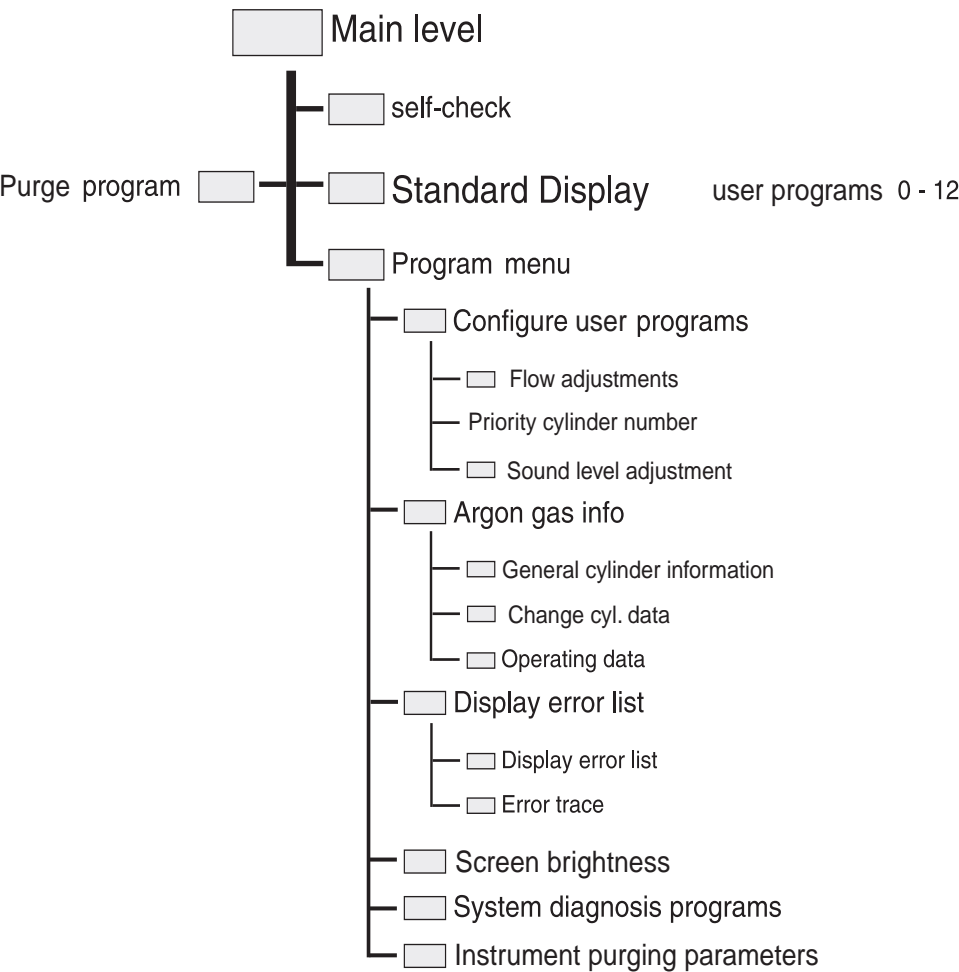 Main level
self-check
Purge program
Standard Display
user programs 0 - 12
Program menu
Configure user programs
Flow adjustments
Priority cylinder number
Sound level adjustment
Argon gas info
General cylinder information
Change cyl. data
Operating data
Display error list
Display error list
Error trace
Screen brightness
System diagnosis programs
Instrument purging parameters